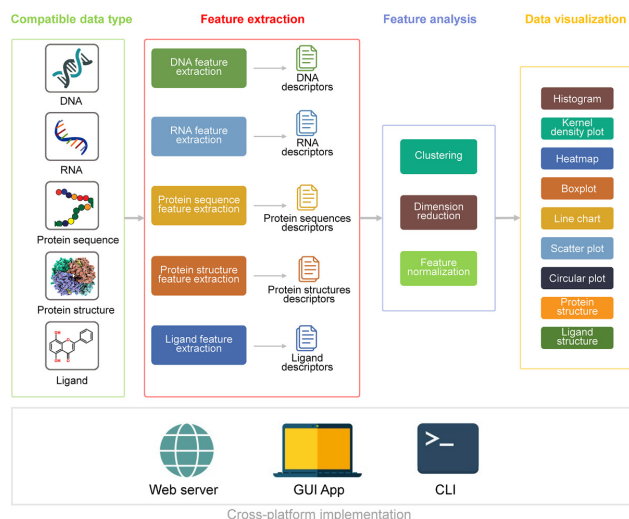 Compatible data type
Feature extraction
Feature analysis
Data visualization
DNA
RNA
Protein sequence
Protein structure
OH
O
OH
O
Ligand
DNA feature
extraction
DNA
descriptors
RNA feature
extraction
RNA
descriptors
Protein sequence
feature extraction
Protein sequences
descriptors
Protein structure
feature extraction
Protein structures
descriptors
Ligand feature
extraction
Ligand
descriptors
Clustering
Dimension
reduction
Feature
normalization
Histogram
Kernel
density plot
Heatmap
Boxplot
Line chart
Scatter plot
Circular plot
Protein
structure
Ligand
structure
>_
Web server
GUI App
CLI
Cross-platform implementation